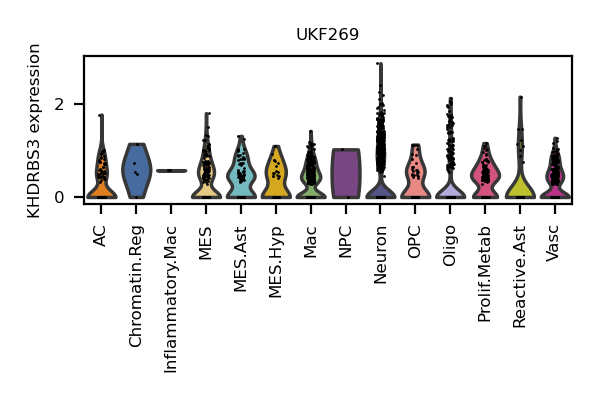 UKF269
KHDRBS3 expression
2
0
AC
Chromatin.Reg
Inflammatory.Mac
MES
MES.Ast
MES.Hyp
Mac
NPC
Neuron
OPC
Oligo
Prolif.Metab
Reactive.Ast
Vasc